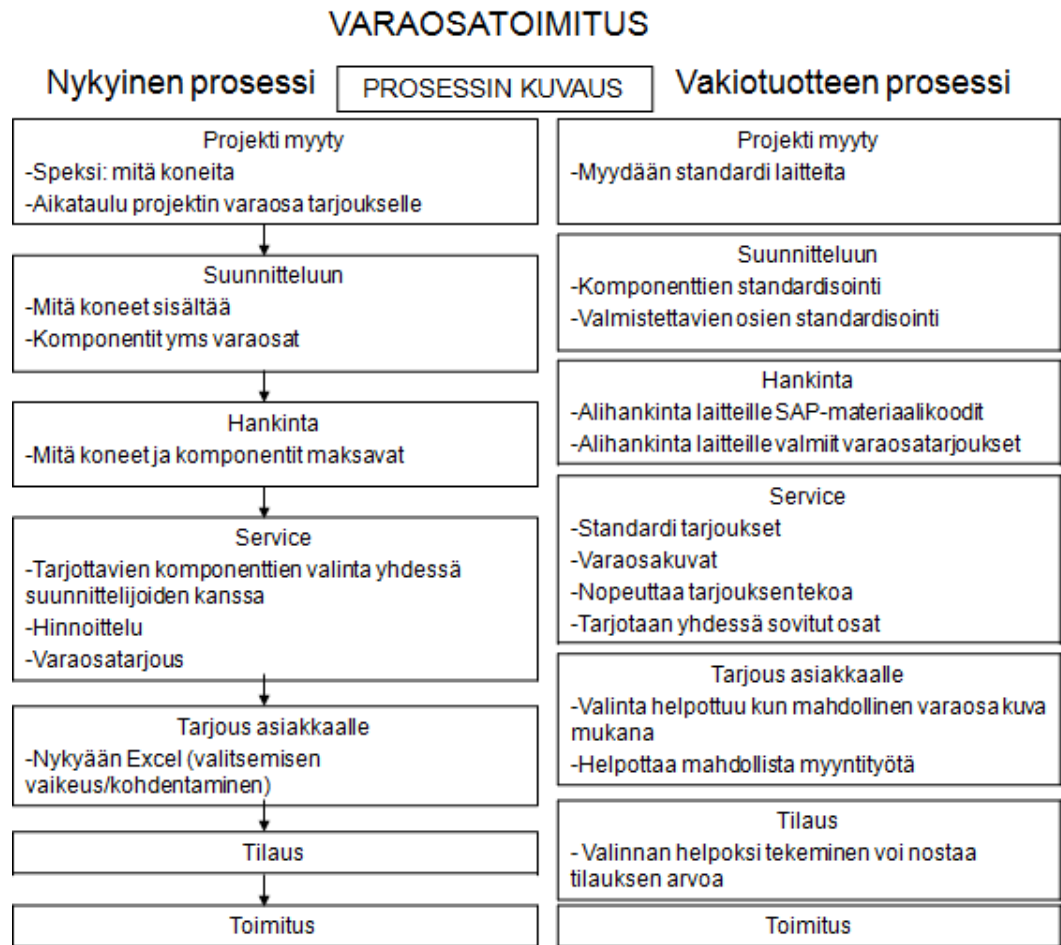 VARAOSATOIMITUS
Nykyinen prosessi
PROSESSIN KUVAUS
Vakiotuotteen prosessi
Projekti myyty
-Speksi: mitä koneita
-Aikataulu projektin varaosa tarjoukselle
Suunnitteluun
-Mitä koneet sisältää
-Komponentit yms varaosat
Hankinta
-Mitä koneet ja komponentit maksavat
Service
-Tarjottavien komponenttien valinta yhdessä
suunnittelijoiden kanssa
-Hinnoittelu
-Varaosatarjous
Tarjous asiakkaalle
-Nykyään Excel (valitsemisen
vaikeus/kohdentaminen)
Tilaus
Toimitus
Projekti myyty
-Myydään standardi laitteita
Suunnitteluun
-Komponenttien standardisointi
-Valmistettavien osien standardisointi
Hankinta
-Alihankinta laitteille SAP-materiaalikoodit
-Alihankinta laitteille valmiit varaosatarjoukset
Service
-Standardi tarjoukset
-Varaosakuvat
-Nopeuttaa tarjouksen tekoa
-Tarjotaan yhdessä sovitut osat
Tarjous asiakkaalle
-Valinta helpottuu kun mahdollinen varaosa kuva
mukana
-Helpottaa mahdollista myyntityötä
Tilaus
- Valinnan helpoksi tekeminen voi nostaa
tilauksen arvoa
Toimitus